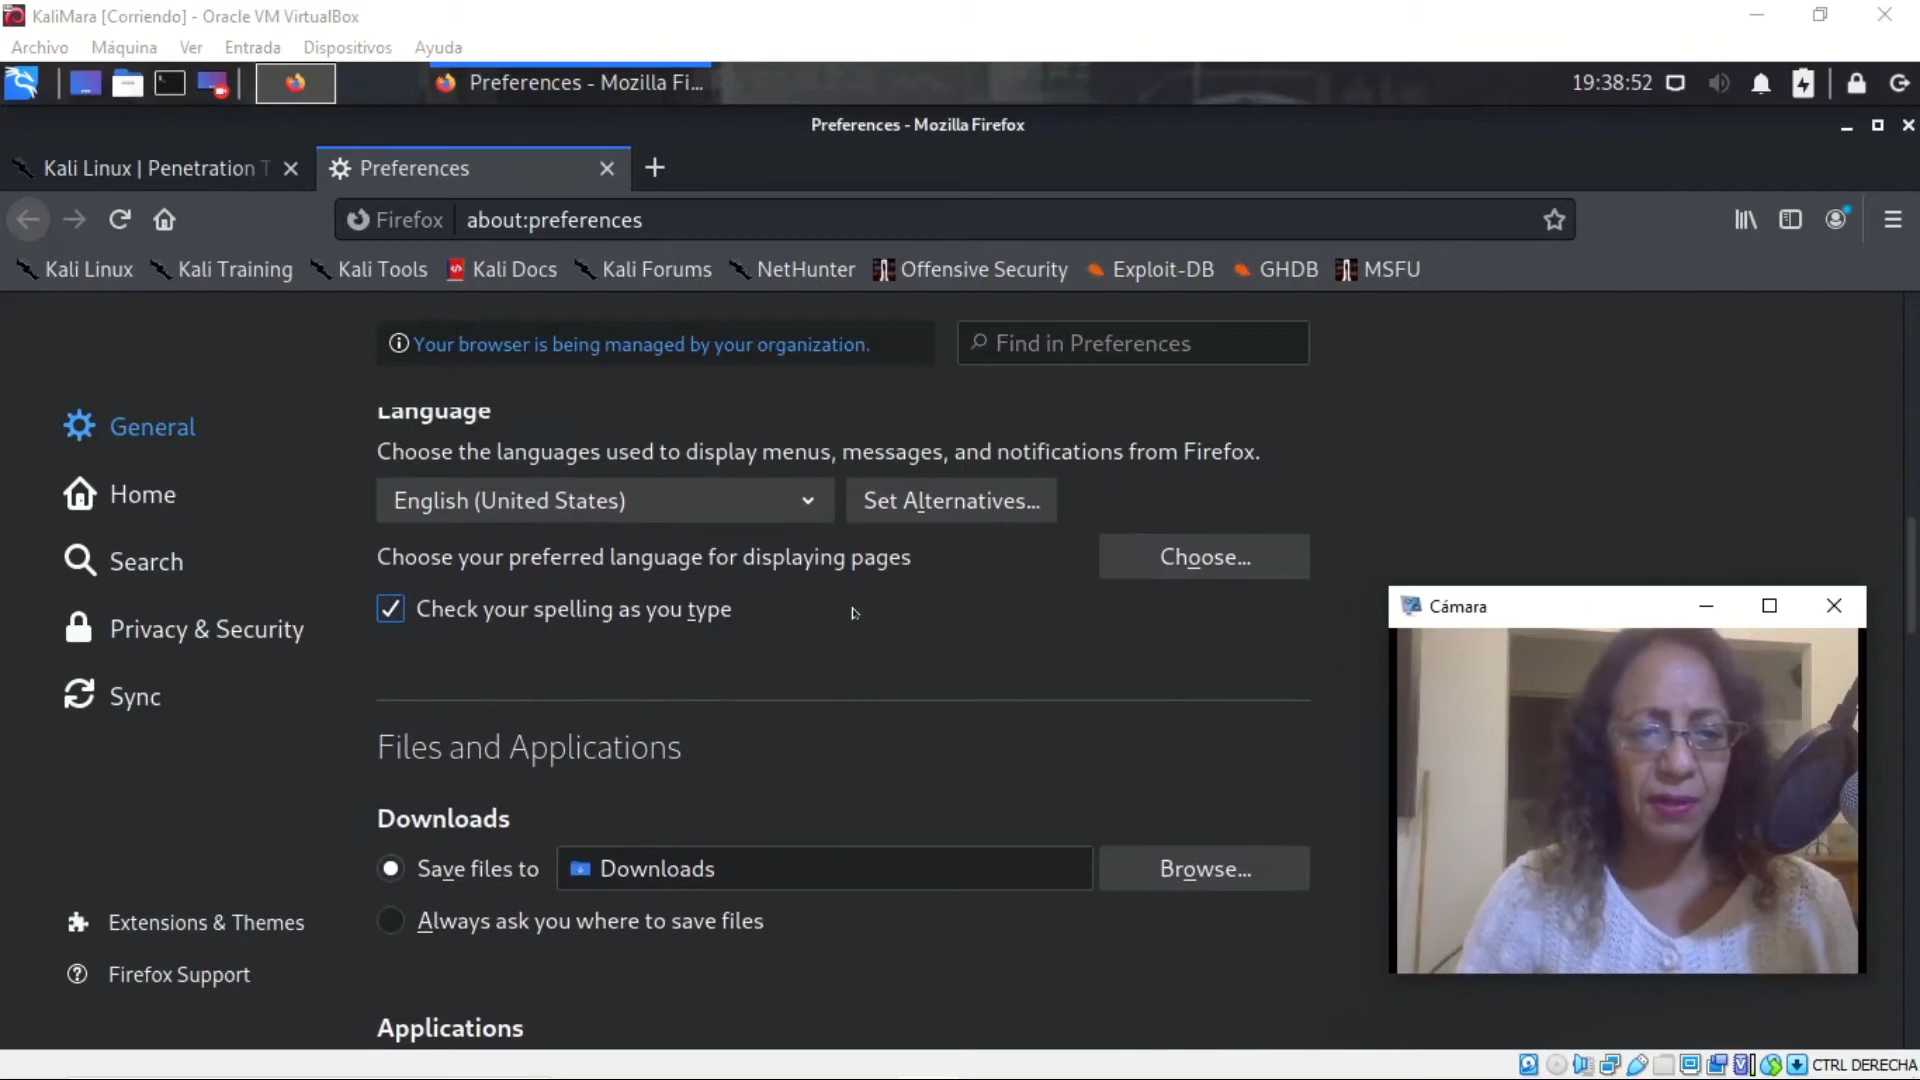 KaliMara [Corriendo] - Oracle VM VirtualBox
Archivo Máquina Ver Entrada Dispositivos Ayuda
Preferences - Mozilla Fi...
19:38:52
Preferences - Mozilla Firefox
Kali Linux | Penetration T
Preferences
Firefox about:preferences
Kali Linux Kali Training Kali Tools Kali Docs Kali Forums NetHunter Offensive Security Exploit-DB GHDB MSFU
Your browser is being managed by your organization.
Find in Preferences
General
Home
Search
Privacy & Security
Sync
Extensions & Themes
Firefox Support
Language
Choose the languages used to display menus, messages, and notifications from Firefox.
English (United States) Set Alternatives...
Choose your preferred language for displaying pages Choose...
Check your spelling as you type
Files and Applications
Downloads
Save files to Downloads Browse...
Always ask you where to save files
Applications
Cámara
CTRL DERECHA